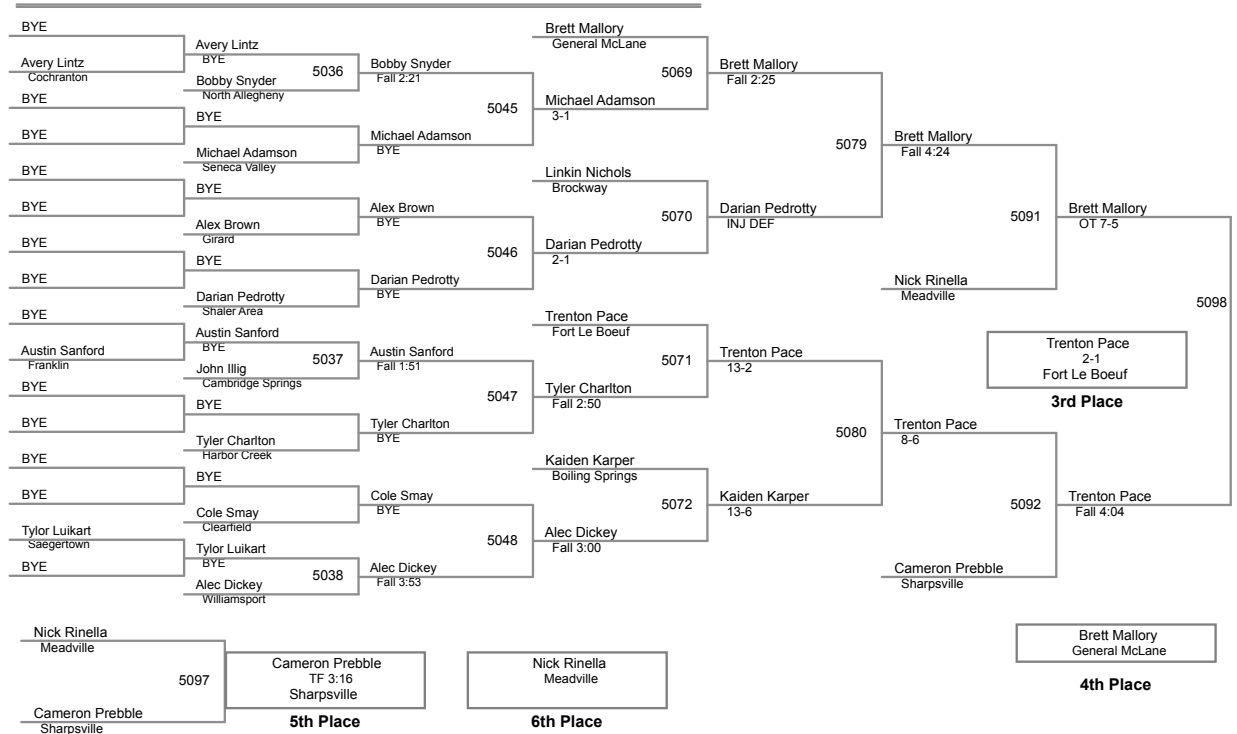 BYE
Avery Lintz
Cochranton
BYE
BYE
BYE
BYE
BYE
BYE
BYE
Austin Sanford
Franklin
BYE
BYE
BYE
BYE
Tylor Luikart
Saegertown
BYE
Avery Lintz
BYE
5036
Bobby Snyder
North Allegheny
BYE
Michael Adamson
Seneca Valley
BYE
Alex Brown
Girard
BYE
Darian Pedrotty
Shaler Area
Austin Sanford
BYE
5037
John Illig
Cambridge Springs
BYE
Tyler Charlton
Harbor Creek
BYE
Cole Smay
Clearfield
Tylor Luikart
BYE
5038
Alec Dickey
Williamsport
Bobby Snyder
Fall 2:21
5045
Michael Adamson
BYE
Alex Brown
BYE
5046
Darian Pedrotty
BYE
Austin Sanford
Fall 1:51
5047
Tyler Charlton
BYE
Cole Smay
BYE
5048
Alec Dickey
Fall 3:53
Brett Mallory
General McLane
5069
Michael Adamson
3-1
Linkin Nichols
Brockway
5070
Darian Pedrotty
2-1
Trenton Pace
Fort Le Boeuf
5071
Tyler Charlton
Fall 2:50
Kaiden Karper
Boiling Springs
5072
Alec Dickey
Fall 3:00
Brett Mallory
Fall 2:25
5079
Darian Pedrotty
INJ DEF
Trenton Pace
13-2
5080
Kaiden Karper
13-6
Brett Mallory
Fall 4:24
5091
Nick Rinella
Meadville
Trenton Pace
8-6
5092
Cameron Prebble
Sharpsville
Brett Mallory
OT 7-5
5098
Trenton Pace
Fall 4:04
Trenton Pace
2-1
Fort Le Boeuf
3rd Place
Brett Mallory
General McLane
4th Place
Nick Rinella
Meadville
5097
Cameron Prebble
Sharpsville
Cameron Prebble
TF 3:16
Sharpsville
5th Place
Nick Rinella
Meadville
6th Place